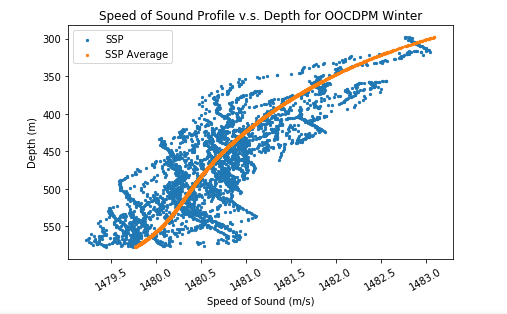 Speed of Sound Profile v.s. Depth for OOCDPM Winter
SSP
SSP Average
300
350
400
450
500
550
Depth (m)
1479.5
1480.0
1480.5
1481.0
1481.5
1482.0
1482.5
1483.0
Speed of Sound (m/s)